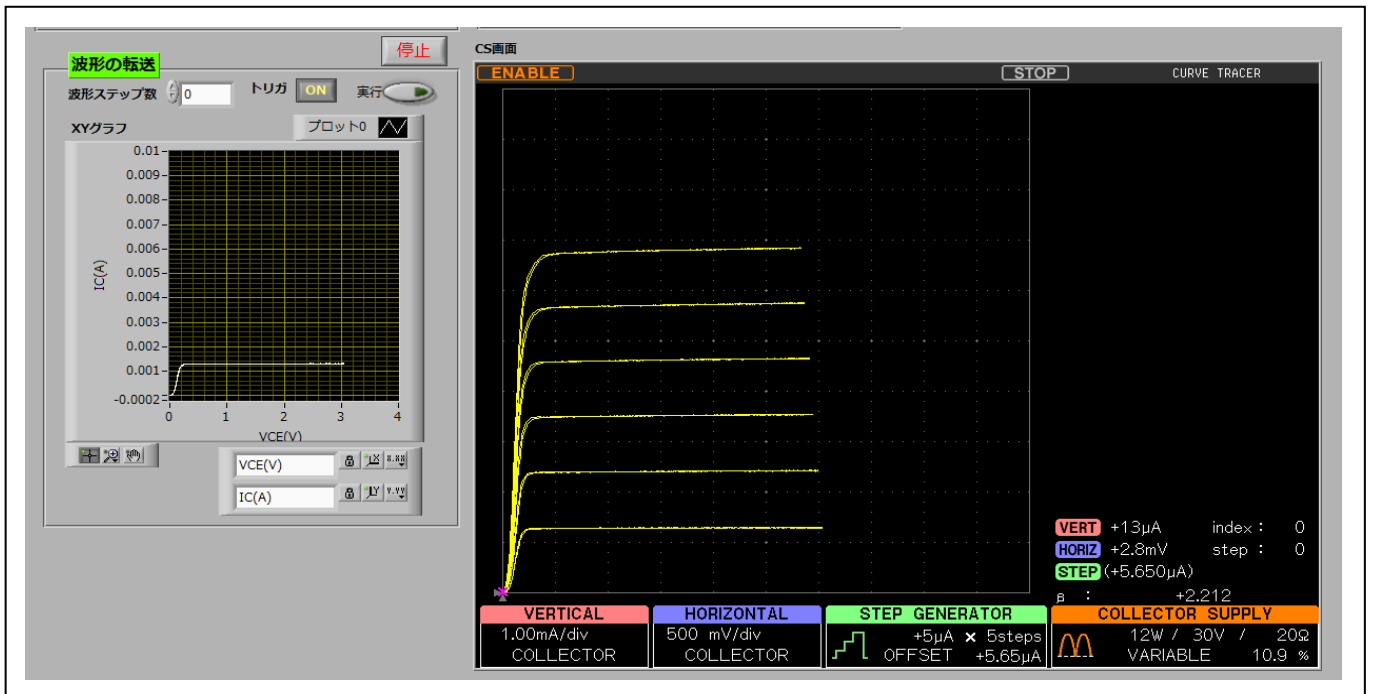 停止
波形の転送
波形ステップ数 0 トリガ ON 実行
XYグラフ プロット0
0.01
0.009
0.008
0.007
0.006
0.005
0.004
0.003
0.002
0.001
-0.0002
IC(A)
0 1 2 3 4
VCE(V)
VCE(V)
IC(A)
CS画面
ENABLE STOP CURVE TRACER
VERT +13µA index : 0
HORIZ +2.8mV step : 0
STEP (+5.650µA)
β : +2.212
VERTICAL
1.00mA/div
COLLECTOR
HORIZONTAL
500 mV/div
COLLECTOR
STEP GENERATOR
+5µA × 5steps
OFFSET +5.65µA
COLLECTOR SUPPLY
12W / 30V / 20Ω
VARIABLE 10.9 %